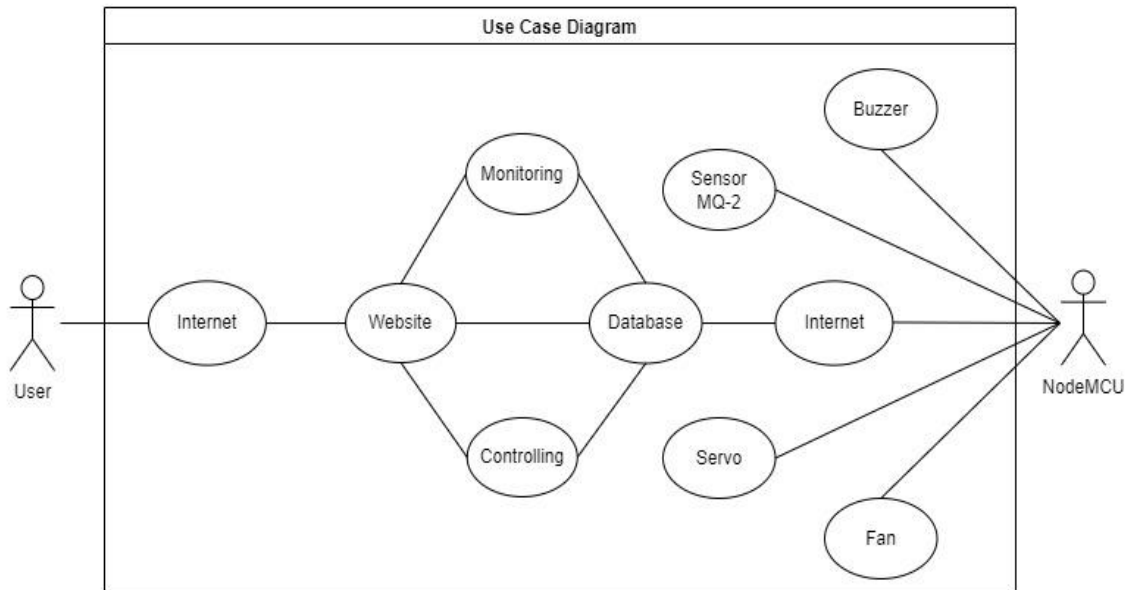 Use Case Diagram
Buzzer
Monitoring
Sensor
MQ-2
Internet
Website
Database
Internet
User
NodeMCU
Controlling
Servo
Fan